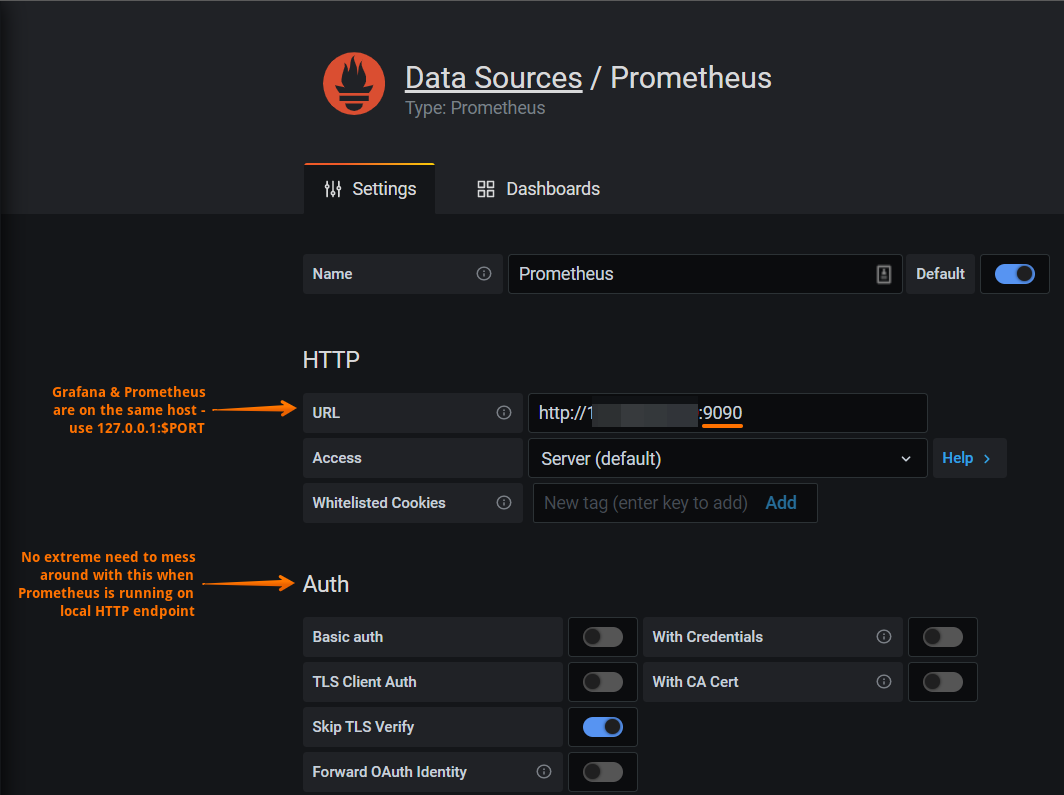 Data Sources / Prometheus
Type: Prometheus
Settings
Dashboards
Name
Prometheus
Default
HTTP
Grafana & Prometheus
are on the same host -
use 127.0.0.1:$PORT
URL
http://1 :9090
Access
Server (default)
Help
Whitelisted Cookies
New tag (enter key to add)
Add
No extreme need to mess
around with this when
Prometheus is running on
local HTTP endpoint
Auth
Basic auth
With Credentials
TLS Client Auth
With CA Cert
Skip TLS Verify
Forward OAuth Identity